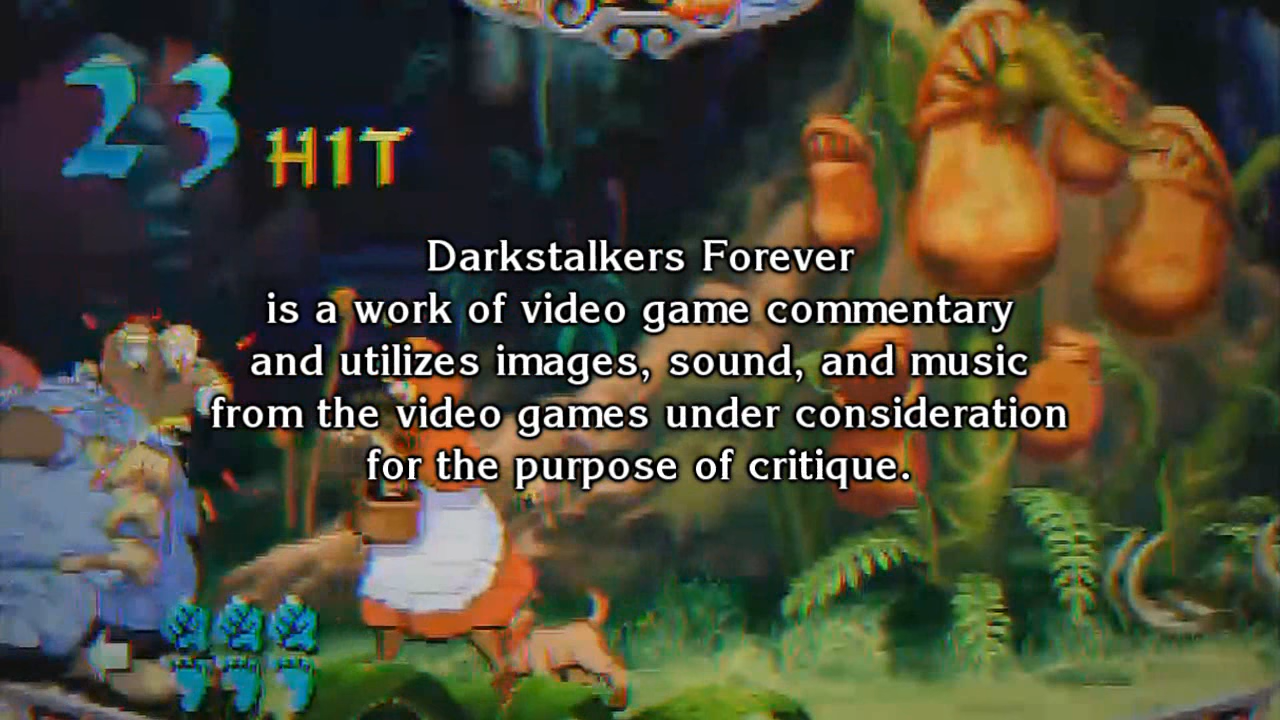 23 HIT
Darkstalkers Forever
is a work of video game commentary
and utilizes images, sound, and music
from the video games under consideration
for the purpose of critique.